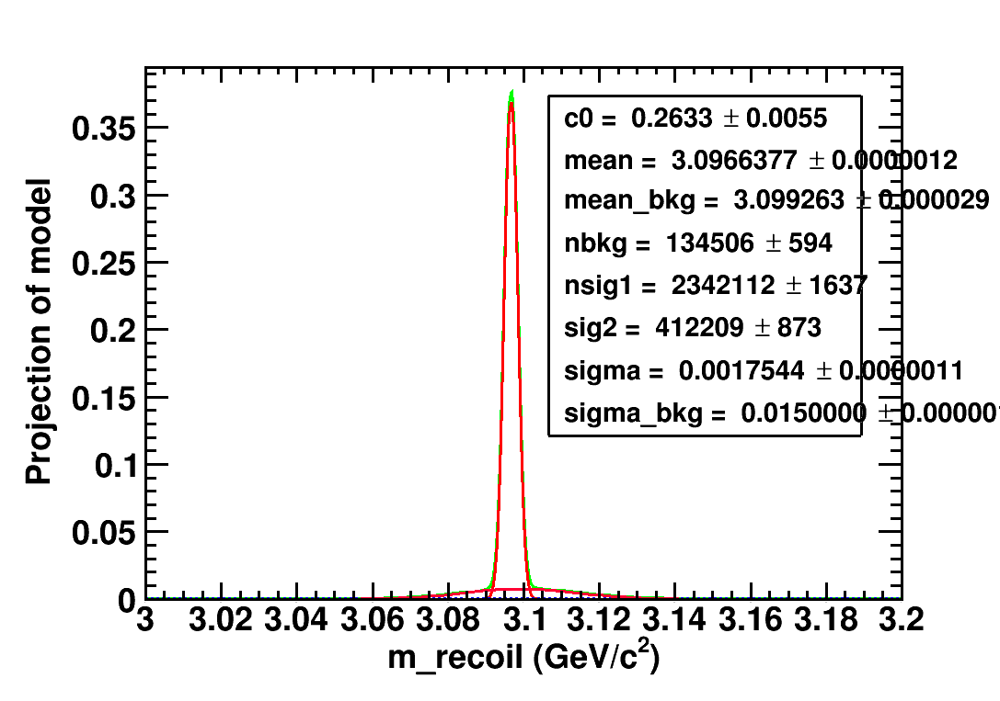 c0 = 0.2633 ± 0.0055
mean = 3.0966377 ± 0.0000012
mean_bkg = 3.099263 ± 0.000029
nbkg = 134506 ± 594
nsig1 = 2342112 ± 1637
sig2 = 412209 ± 873
sigma = 0.0017544 ± 0.0000011
sigma_bkg = 0.0150000 ±
Projection of model
0.35
0.3
0.25
0.2
0.15
0.1
0.05
0
3 3.02 3.04 3.06 3.08 3.1 3.12 3.14 3.16 3.18 3.2
m_recoil (GeV/c²)